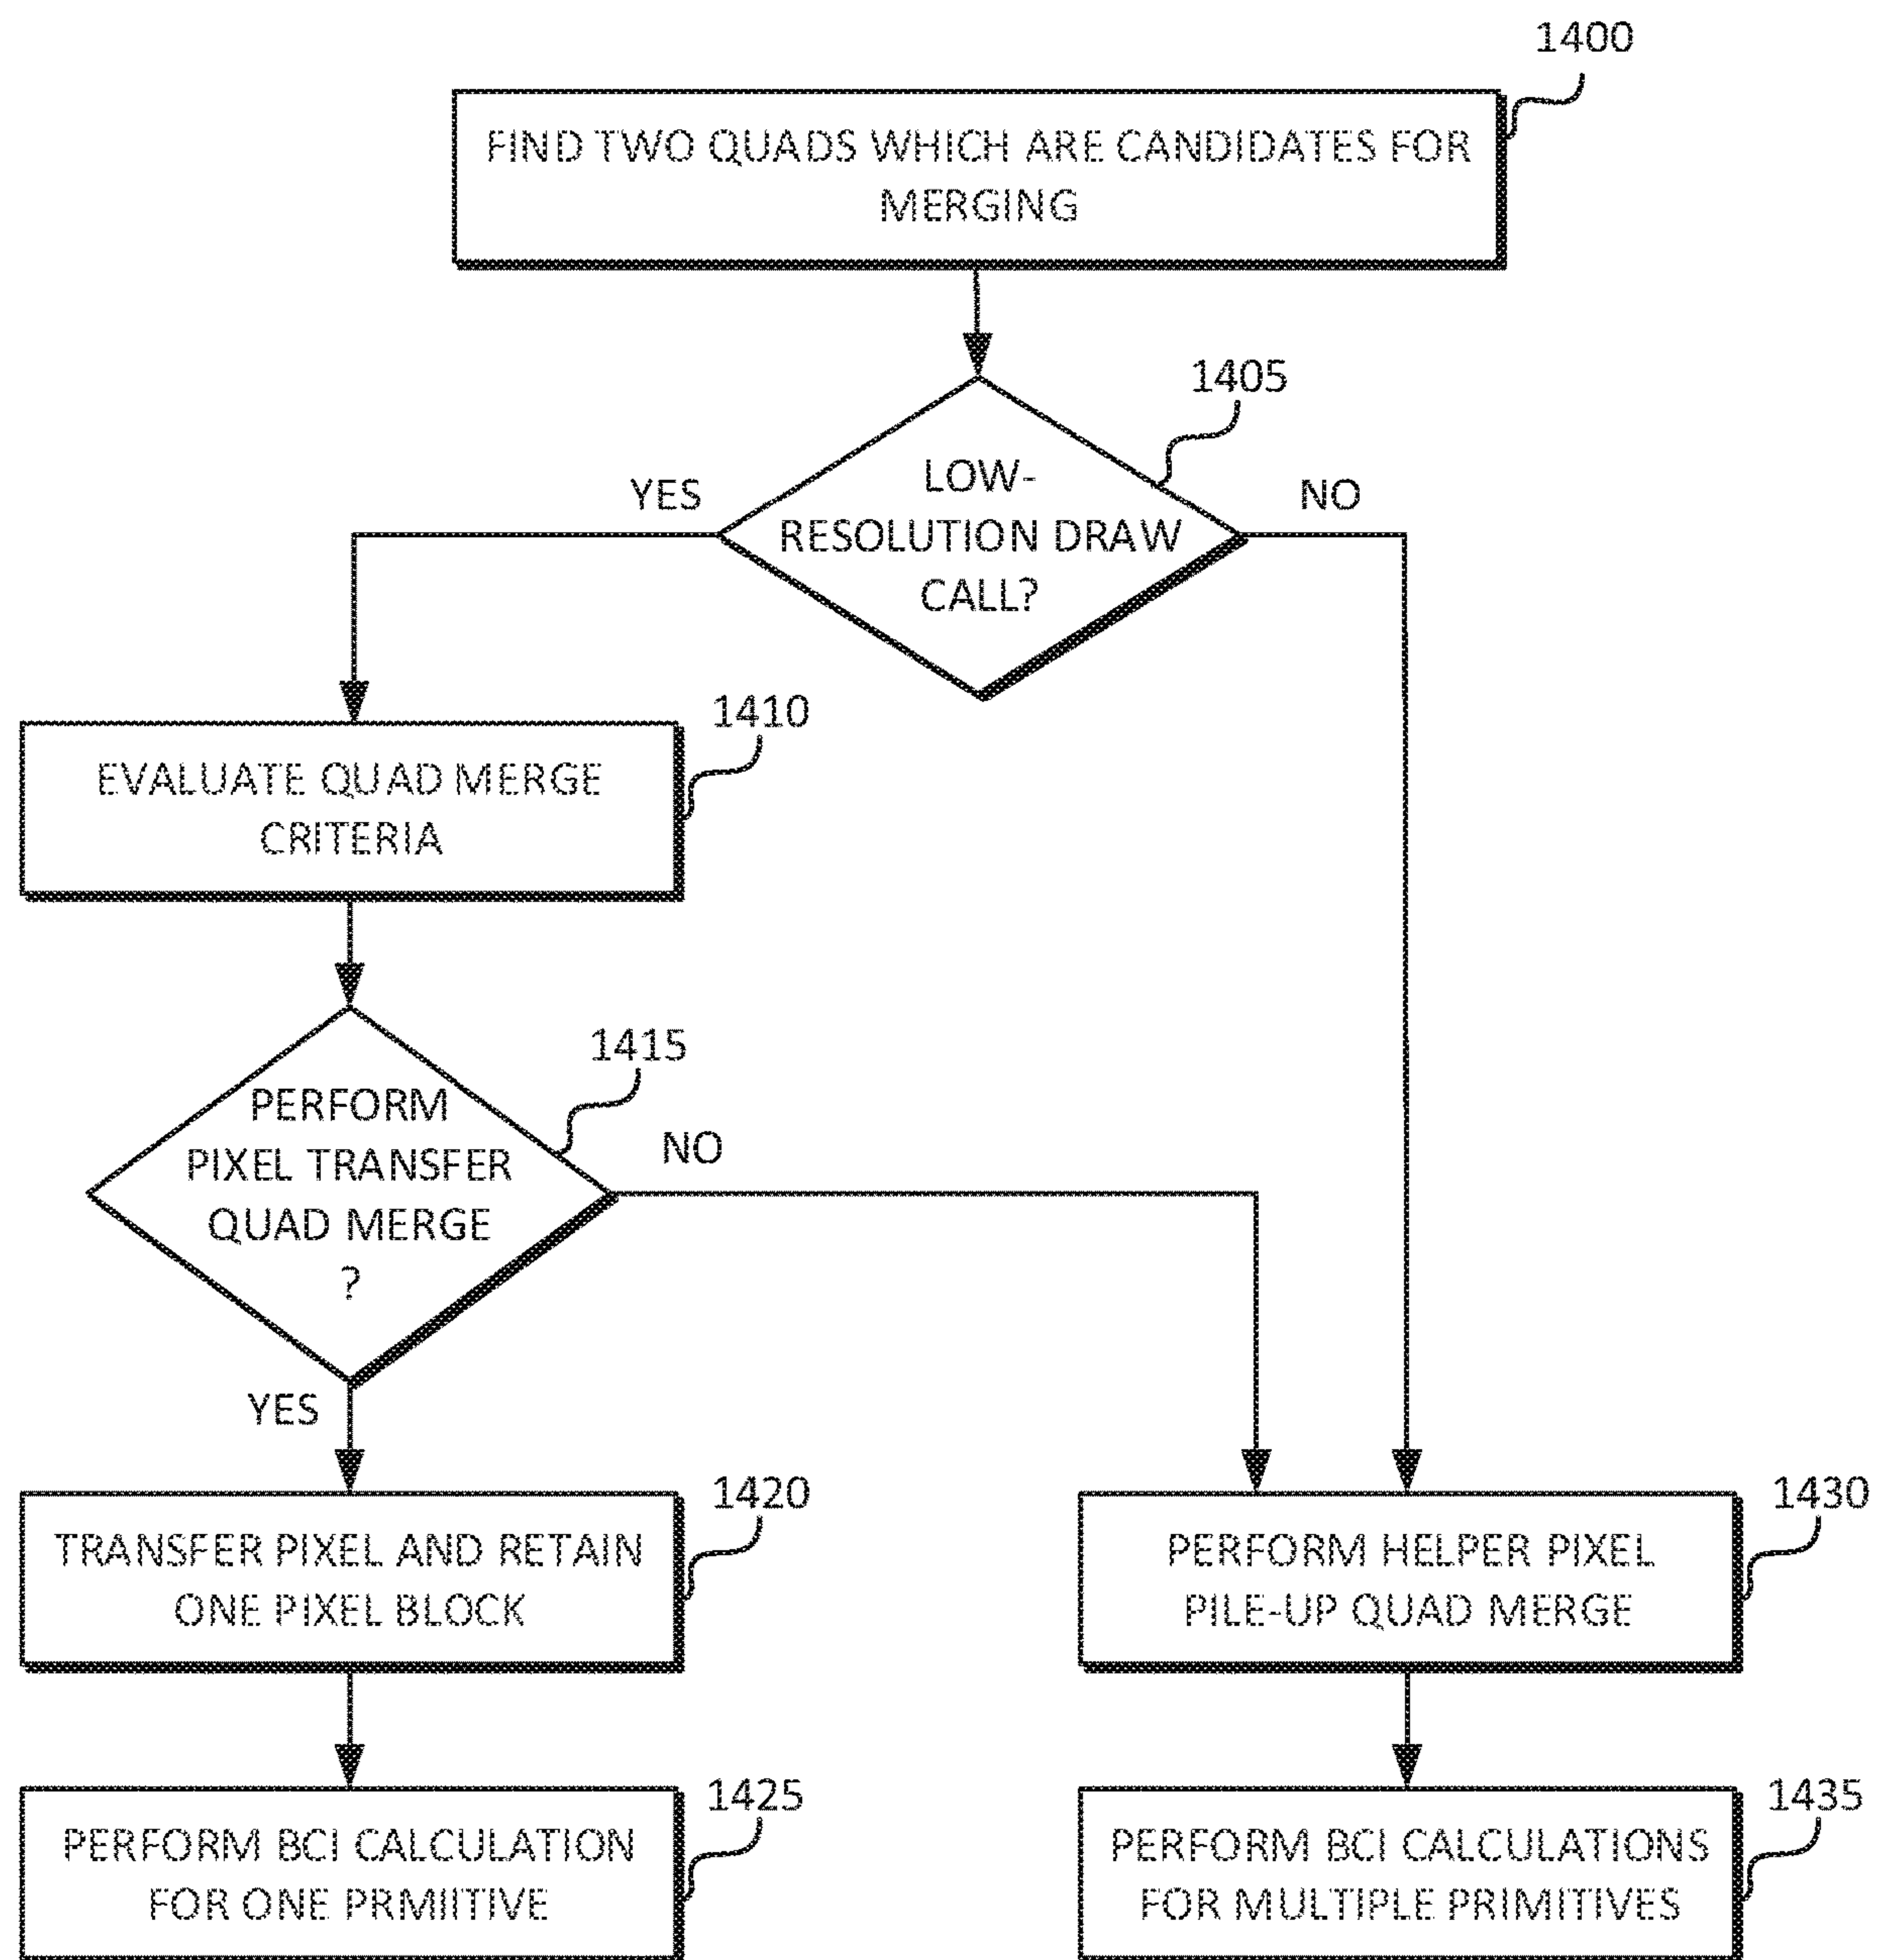 1400
FIND TWO QUADS WHICH ARE CANDIDATES FOR
MERGING
1405
LOW-
RESOLUTION DRAW
CALL?
YES
NO
1410
EVALUATE QUAD MERGE
CRITERIA
1415
PERFORM
PIXEL TRANSFER
QUAD MERGE
?
NO
YES
1420
TRANSFER PIXEL AND RETAIN
ONE PIXEL BLOCK
1430
PERFORM HELPER PIXEL
PILE-UP QUAD MERGE
1425
PERFORM BCI CALCULATION
FOR ONE PRMIITIVE
1435
PERFORM BCI CALCULATIONS
FOR MULTIPLE PRIMITIVES